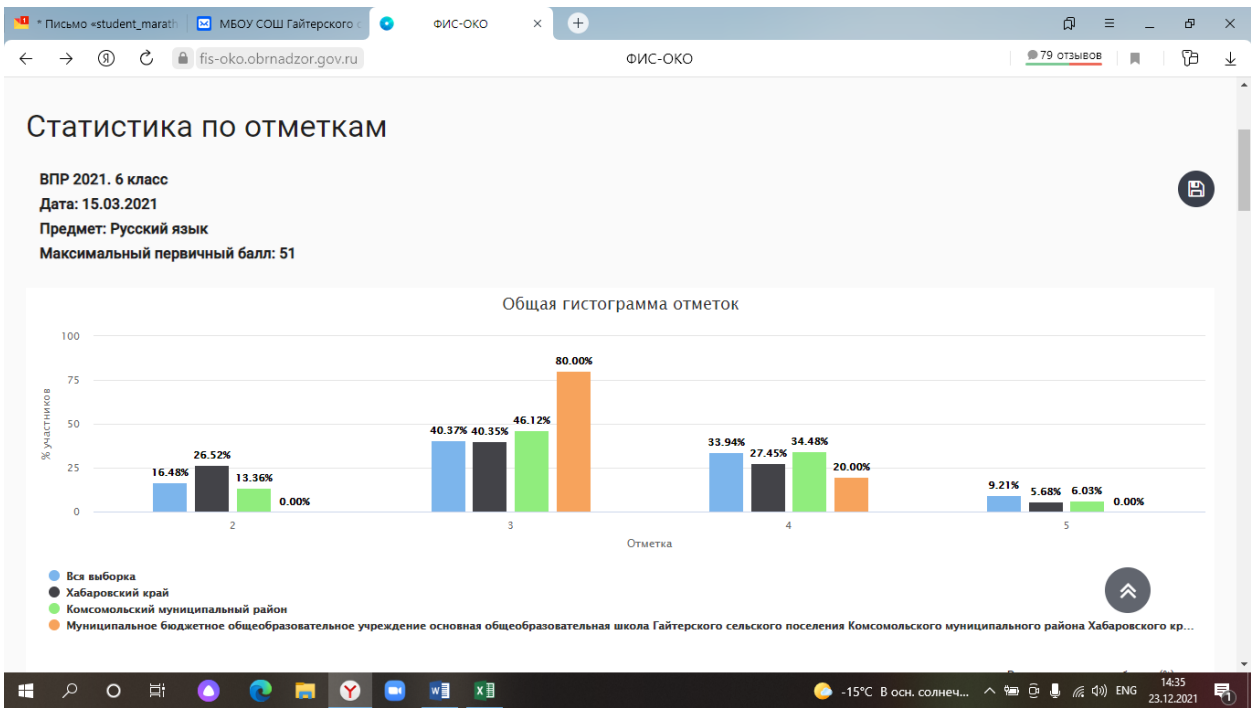 * Письмо «student_marath
МБОУ СОШ Гайтерского с
ФИС-ОКО
fis-oko.obrnadzor.gov.ru
ФИС-ОКО
79 отзывов
Статистика по отметкам
ВПР 2021. 6 класс
Дата: 15.03.2021
Предмет: Русский язык
Максимальный первичный балл: 51
Общая гистограмма отметок
% участников
100
75
50
25
0
16.48% 26.52% 13.36% 0.00%
40.37% 40.35% 46.12% 80.00%
33.94% 27.45% 34.48% 20.00%
9.21% 5.68% 6.03% 0.00%
2 3 4 5
Отметка
Вся выборка
Хабаровский край
Комсомольский муниципальный район
Муниципальное бюджетное общеобразовательное учреждение основная общеобразовательная школа Гайтерского сельского поселения Комсомольского муниципального района Хабаровского кр...
-15°C В осн. солнеч...
ENG
14:35
23.12.2021